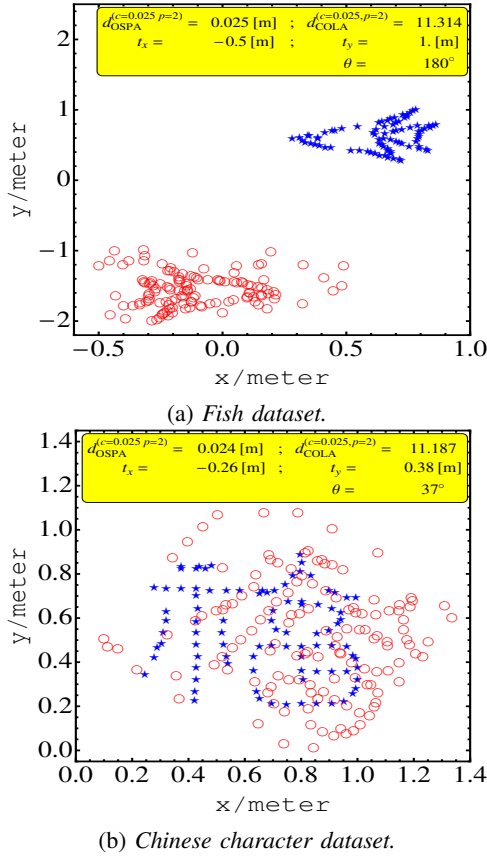 d_OSPA^(c=0.025 p=2) = 0.025 [m] ; d_COLA^(c=0.025,p=2) = 11.314
t_x = −0.5 [m] ; t_y = 1. [m]
θ = 180°
2
1
0
−1
−2
y/meter
−0.5 0.0 0.5 1.0
x/meter
(a) Fish dataset.
d_OSPA^(c=0.025 p=2) = 0.024 [m] ; d_COLA^(c=0.025,p=2) = 11.187
t_x = −0.26 [m] ; t_y = 0.38 [m]
θ = 37°
1.4
1.2
1.0
0.8
0.6
0.4
0.2
0.0
y/meter
0.0 0.2 0.4 0.6 0.8 1.0 1.2 1.4
x/meter
(b) Chinese character dataset.